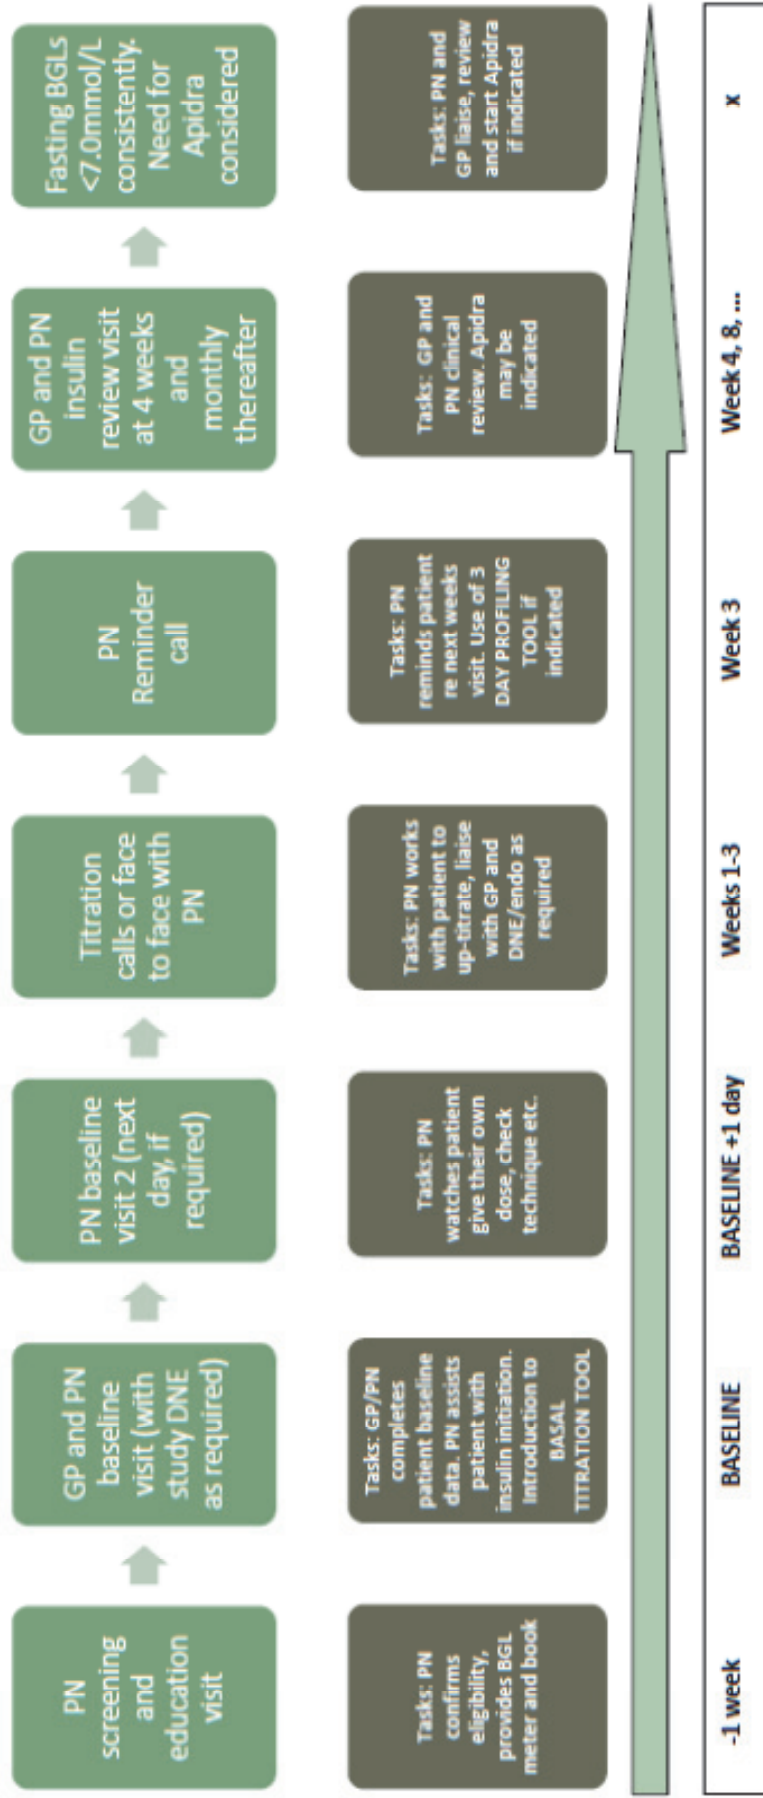 PN
screening
and
education
visit
GP and PN
baseline
visit (with
study DNE
as required)
PN baseline
visit 2 (next
day, if
required)
Titration
calls or face
to face with
PN
PN
Reminder
call
GP and PN
insulin
review visit
at 4 weeks
and
monthly
thereafter
Fasting BGLs
<7.0mmol/L
consistently.
Need for
Apidra
considered
Tasks: PN
confirms
eligibility,
provides BGL
meter and book
Tasks: GP/PN
completes
patient baseline
data. PN assists
patient with
insulin initiation.
Introduction to
BASAL
TITRATION TOOL
Tasks: PN
watches patient
give their own
dose, check
technique etc.
Tasks: PN works
with patient to
up-titrate, liaise
with GP and
DNE/endo as
required
Tasks: PN
reminds patient
re next weeks
visit. Use of 3
DAY PROFILING
TOOL if
indicated
Tasks: GP and
PN clinical
review. Apidra
may be
indicated
Tasks: PN and
GP liaise, review
and start Apidra
if indicated
-1 week
BASELINE
BASELINE +1 day
Weeks 1-3
Week 3
Week 4, 8, ...
x